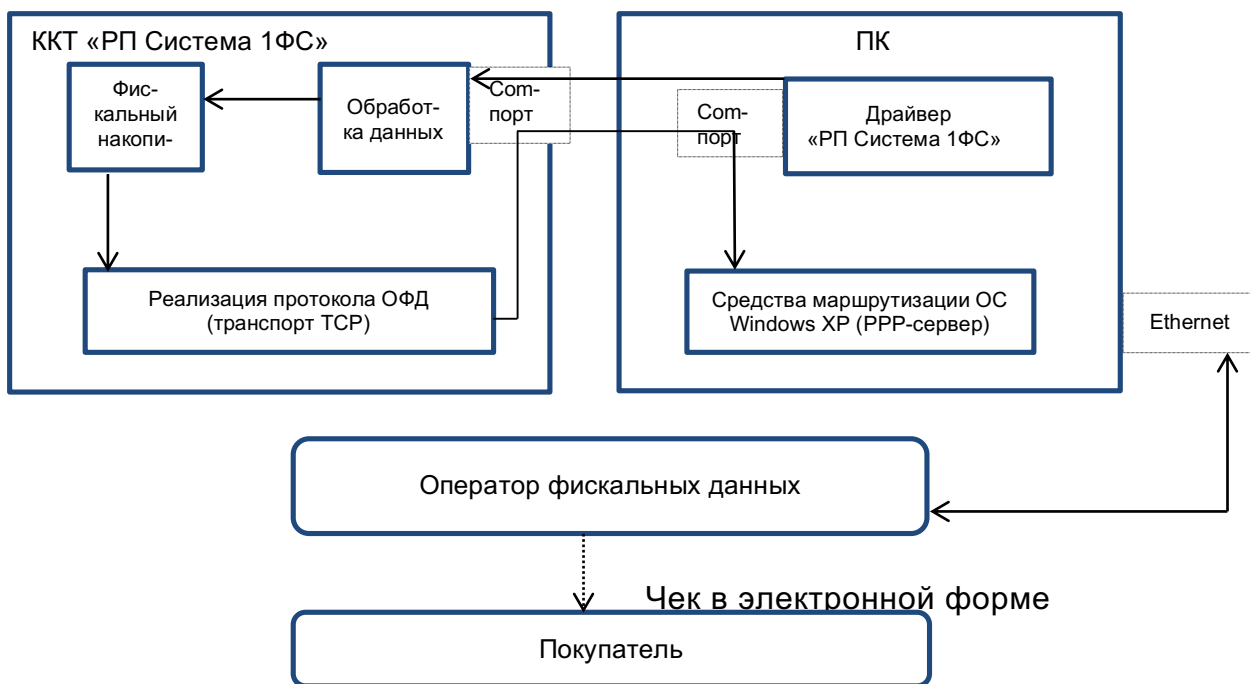 ККТ «РП Система 1ФС»
Фис-
кальный
накопи-
Обработ-
ка данных
Com-
порт
Реализация протокола ОФД
(транспорт TCP)
ПК
Com-
порт
Драйвер
«РП Система 1ФС»
Средства маршрутизации ОС
Windows XP (PPP-сервер)
Ethernet
Оператор фискальных данных
Чек в электронной форме
Покупатель